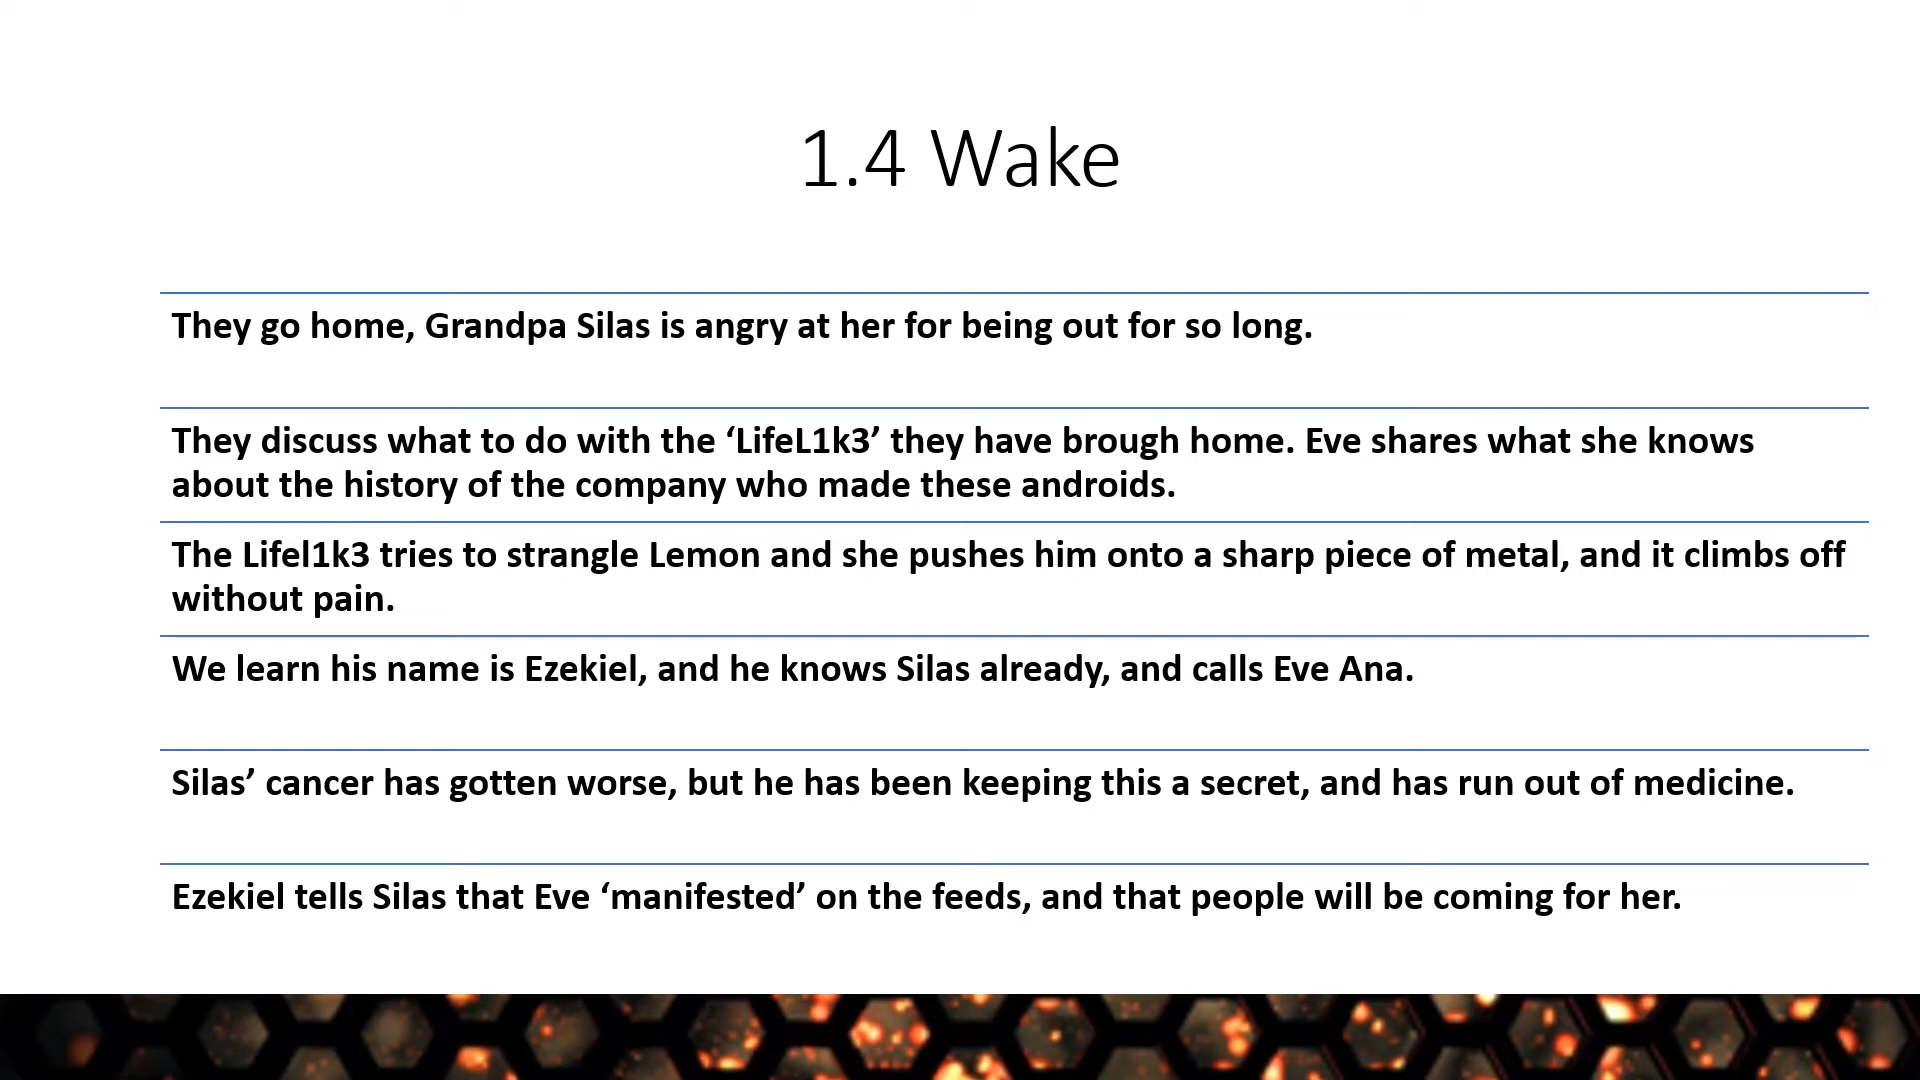 1.4 Wake
They go home, Grandpa Silas is angry at her for being out for so long.
They discuss what to do with the ‘LifeL1k3’ they have brough home. Eve shares what she knows
about the history of the company who made these androids.
The Lifel1k3 tries to strangle Lemon and she pushes him onto a sharp piece of metal, and it climbs off
without pain.
We learn his name is Ezekiel, and he knows Silas already, and calls Eve Ana.
Silas’ cancer has gotten worse, but he has been keeping this a secret, and has run out of medicine.
Ezekiel tells Silas that Eve ‘manifested’ on the feeds, and that people will be coming for her.